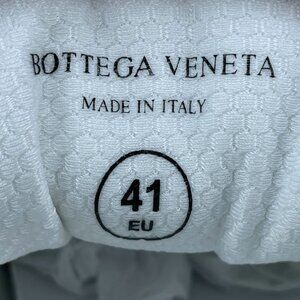 BOTTEGA VENETA
MADE IN ITALY
41
EU